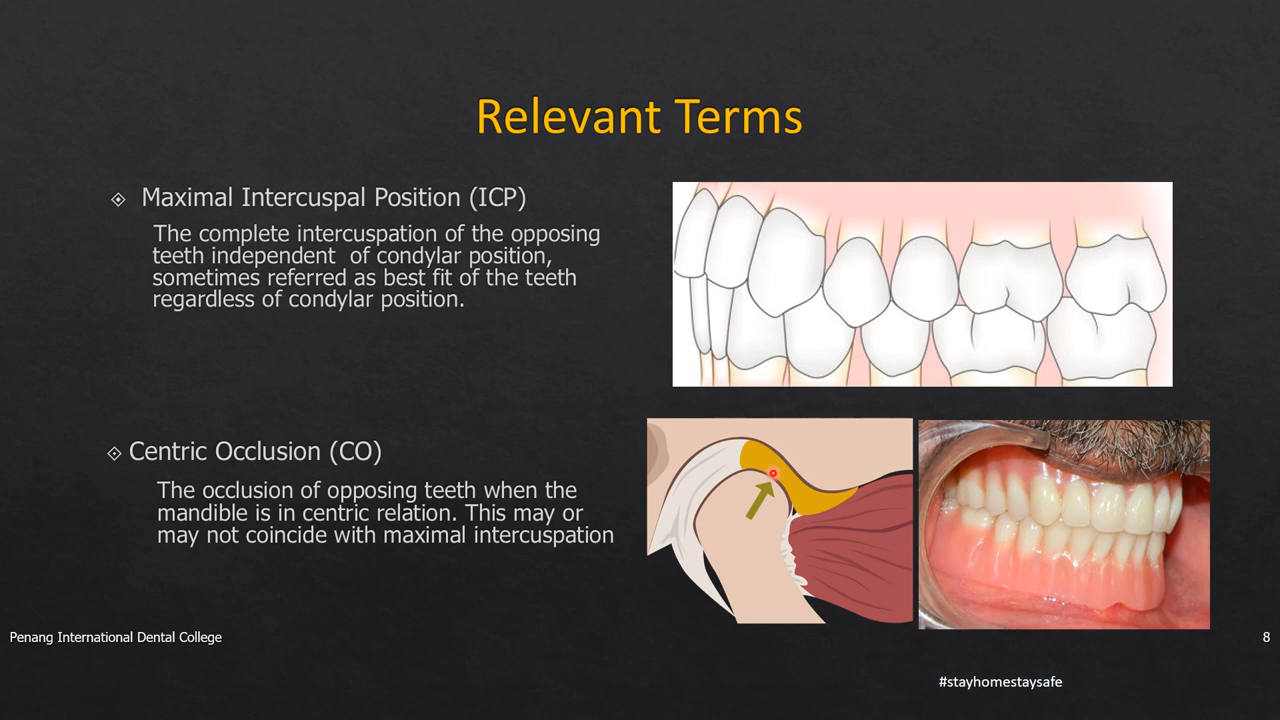 Relevant Terms
Maximal Intercuspal Position (ICP)
The complete intercuspation of the opposing
teeth independent  of condylar position,
sometimes referred as best fit of the teeth
regardless of condylar position.
Centric Occlusion (CO)
The occlusion of opposing teeth when the
mandible is in centric relation. This may or
may not coincide with maximal intercuspation
Penang International Dental College
8
#stayhomestaysafe